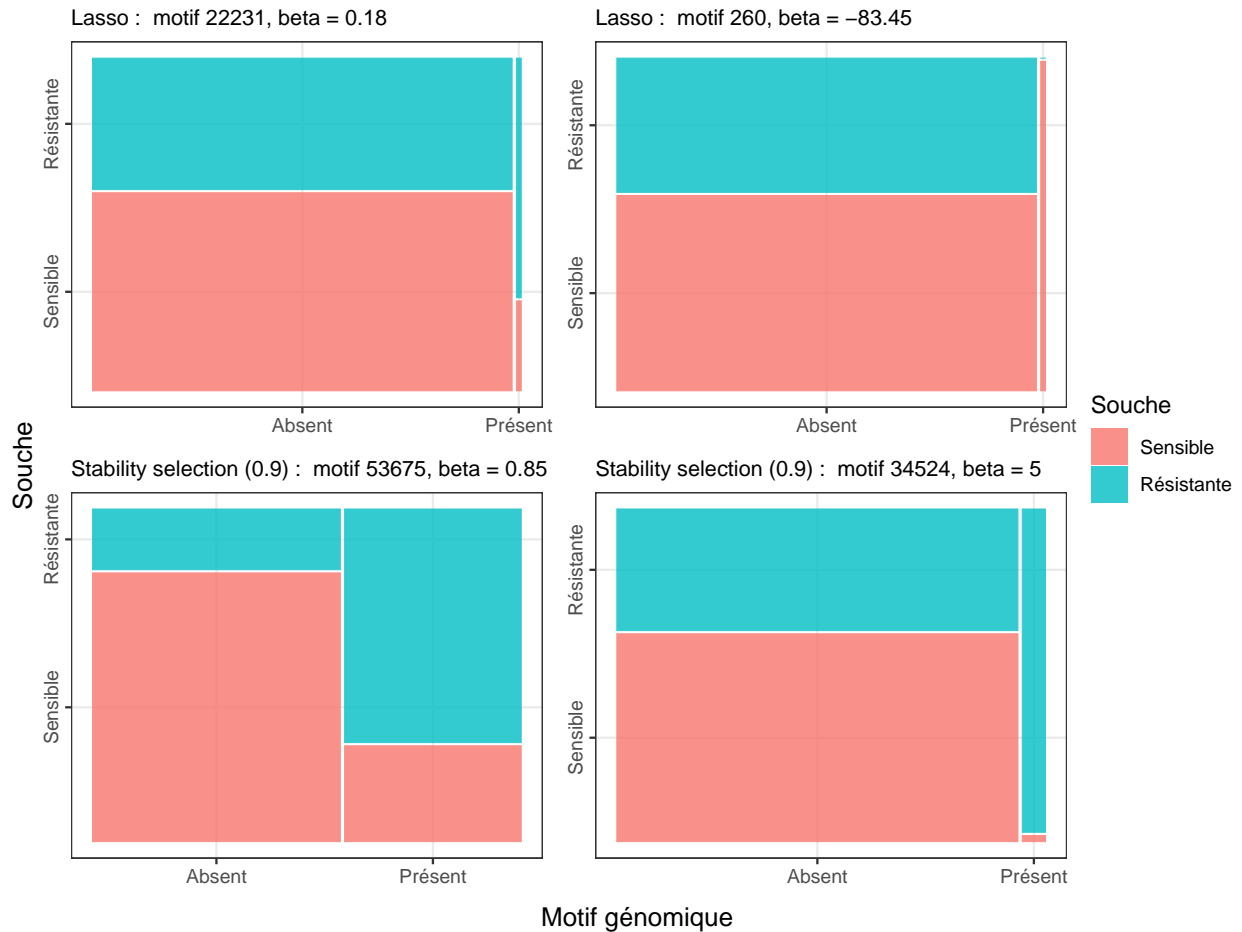 Lasso :  motif 22231, beta = 0.18
Lasso :  motif 260, beta = −83.45
Résistante
Sensible
Résistante
Sensible
Absent
Présent
Absent
Présent
Stability selection (0.9) :  motif 53675, beta = 0.85
Stability selection (0.9) :  motif 34524, beta = 5
Résistante
Sensible
Résistante
Sensible
Absent
Présent
Absent
Présent
Souche
Motif génomique
Souche
Sensible
Résistante